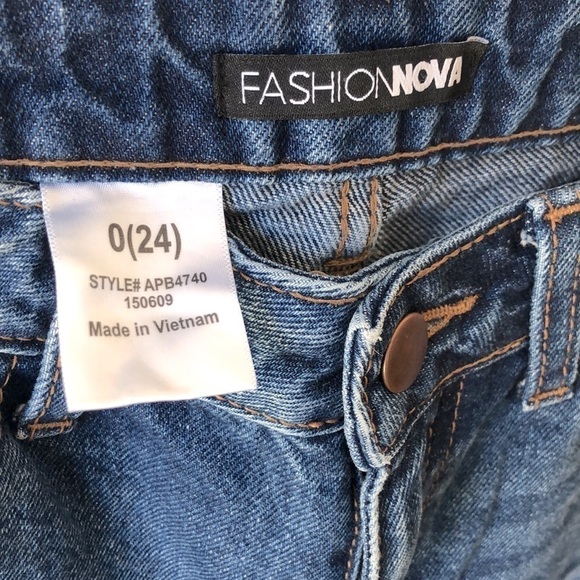 FASHIONNOVA
0(24)
STYLE# APB4740
150609
Made in Vietnam